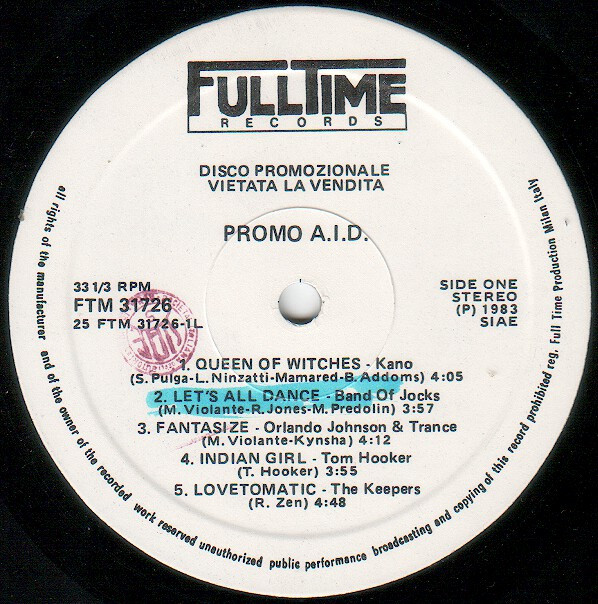 FULLTIME
RECORDS
DISCO PROMOZIONALE
VIETATA LA VENDITA
PROMO A.I.D.
33 1/3 RPM
FTM 31726
25 FTM 31726-1L
SIDE ONE
STEREO
(P) 1983
SIAE
1. QUEEN OF WITCHES - Kano
(S. Pulga-L. Ninzatti-Mamared-B. Addoms) 4:05
2. LET'S ALL DANCE - Band Of Jocks
(M. Violante-R. Jones-M. Predolin) 3:57
3. FANTASIZE - Orlando Johnson & Trance
(M. Violante-Kynsha) 4:12
4. INDIAN GIRL - Tom Hooker
(T. Hooker) 3:55
5. LOVETOMATIC - The Keepers
(R. Zen) 4:48
all rights of the manufacturer and of the owner of the recorded work reserved unauthorized public performance broadcasting and copying of this record prohibited reg. Full Time Production Milan Italy